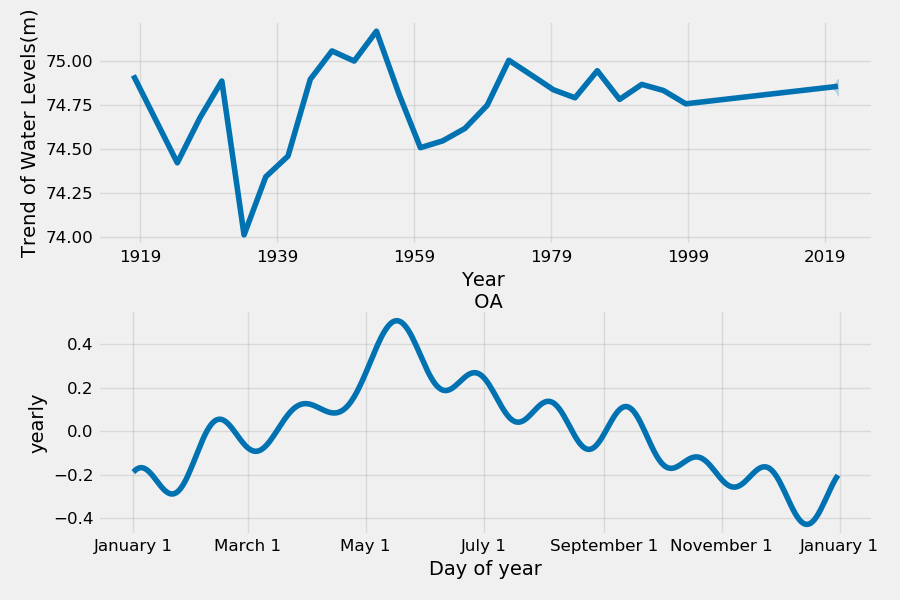 Trend of Water Levels(m)
75.00
74.75
74.50
74.25
74.00
1919 1939 1959 1979 1999 2019
Year
OA
yearly
0.4
0.2
0.0
−0.2
−0.4
January 1 March 1 May 1 July 1 September 1 November 1 January 1
Day of year